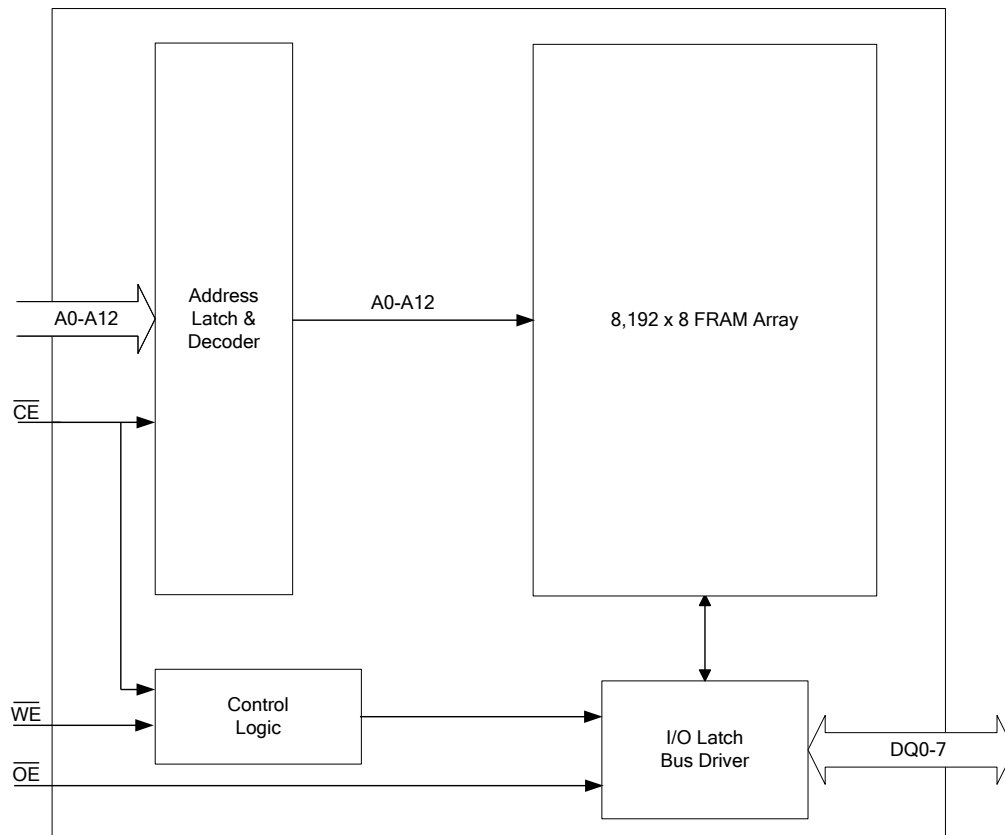 A0-A12
Address
Latch &
Decoder
A0-A12
8,192 x 8 FRAM Array
CE
WE
Control
Logic
OE
I/O Latch
Bus Driver
DQ0-7